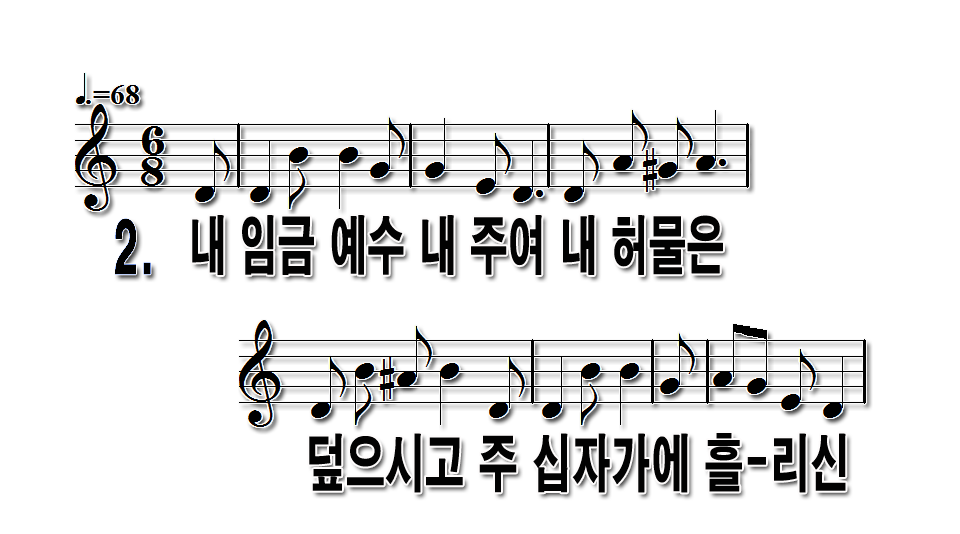 ♩.=68
6
8
2. 내 임금 예수 내 주여 내 허물은
덮으시고 주 십자가에 흘-리신